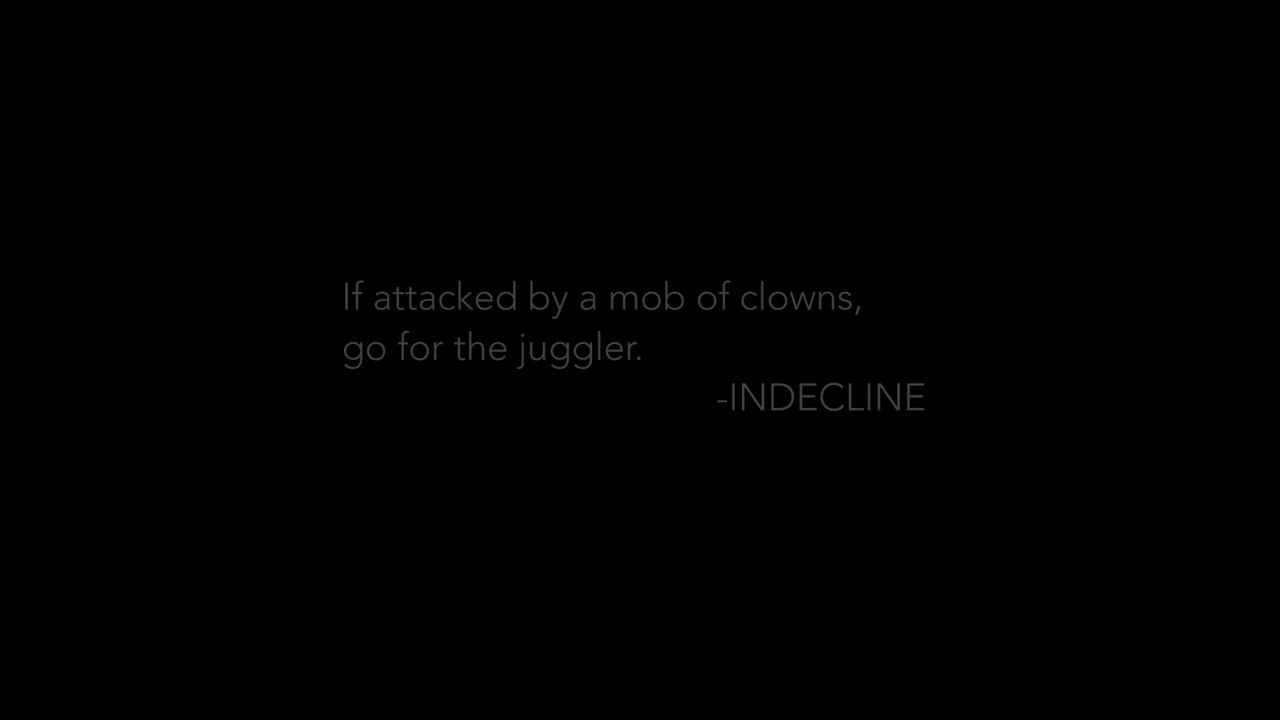 If attacked by a mob of clowns,
go for the juggler.
-INDECLINE